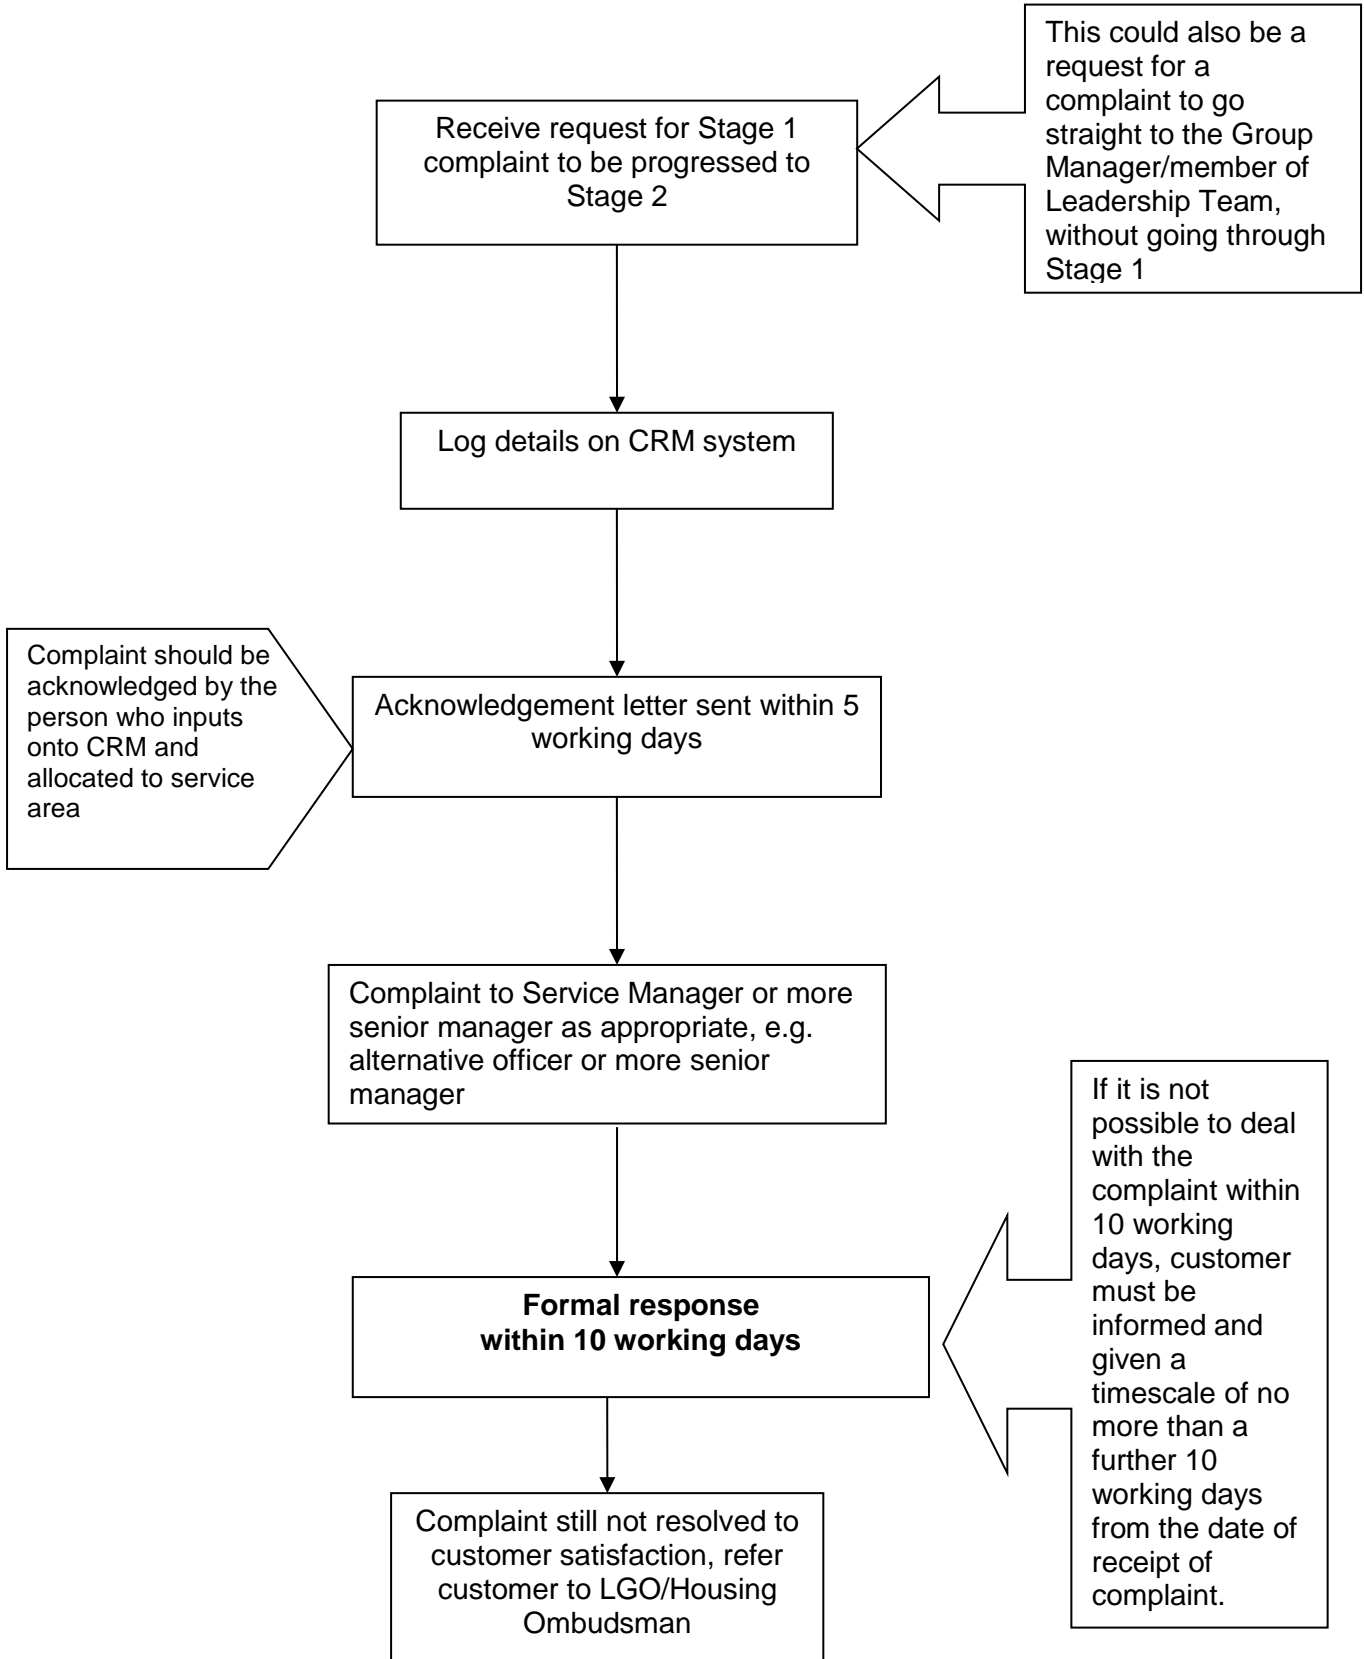 This could also be a
request for a
complaint to go
straight to the Group
Manager/member of
Leadership Team,
without going through
Stage 1
Receive request for Stage 1
complaint to be progressed to
Stage 2
Log details on CRM system
Complaint should be
acknowledged by the
person who inputs
onto CRM and
allocated to service
area
Acknowledgement letter sent within 5
working days
Complaint to Service Manager or more
senior manager as appropriate, e.g.
alternative officer or more senior
manager
If it is not
possible to deal
with the
complaint within
10 working
days, customer
must be
informed and
given a
timescale of no
more than a
further 10
working days
from the date of
receipt of
complaint.
Formal response
within 10 working days
Complaint still not resolved to
customer satisfaction, refer
customer to LGO/Housing
Ombudsman